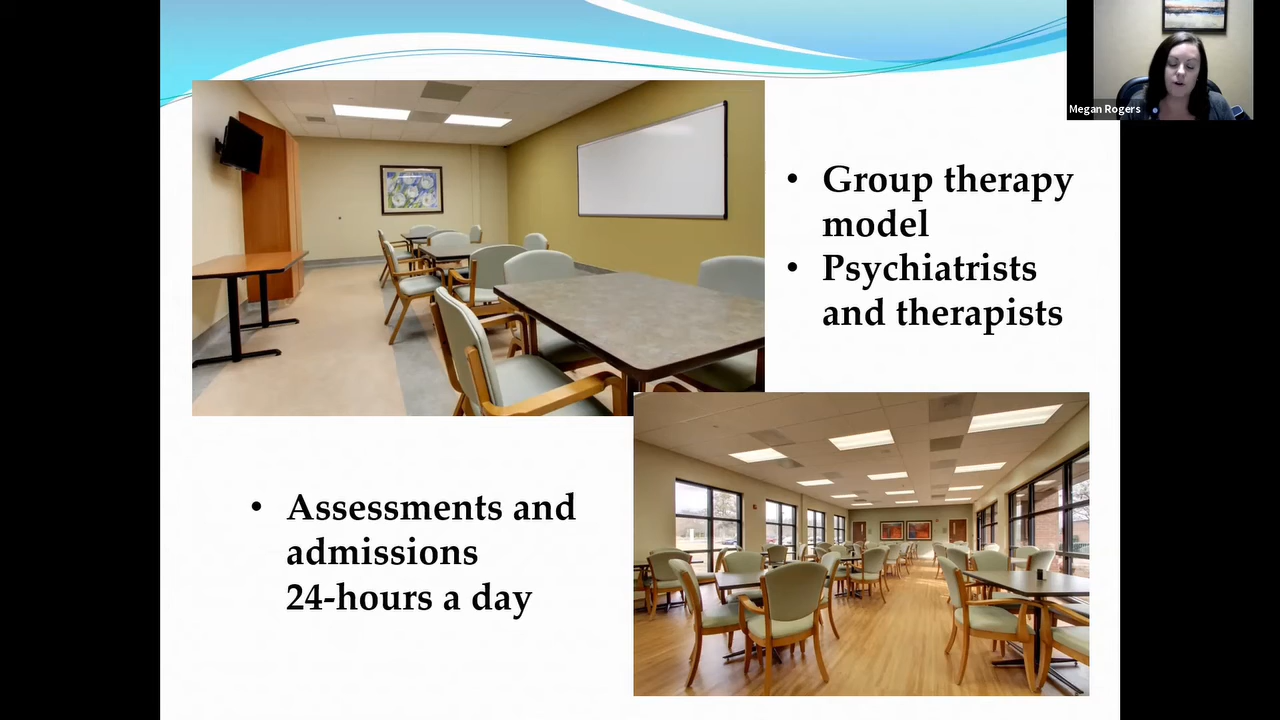 Megan Rogers
• Group therapy
model
• Psychiatrists
and therapists
• Assessments and
admissions
24-hours a day